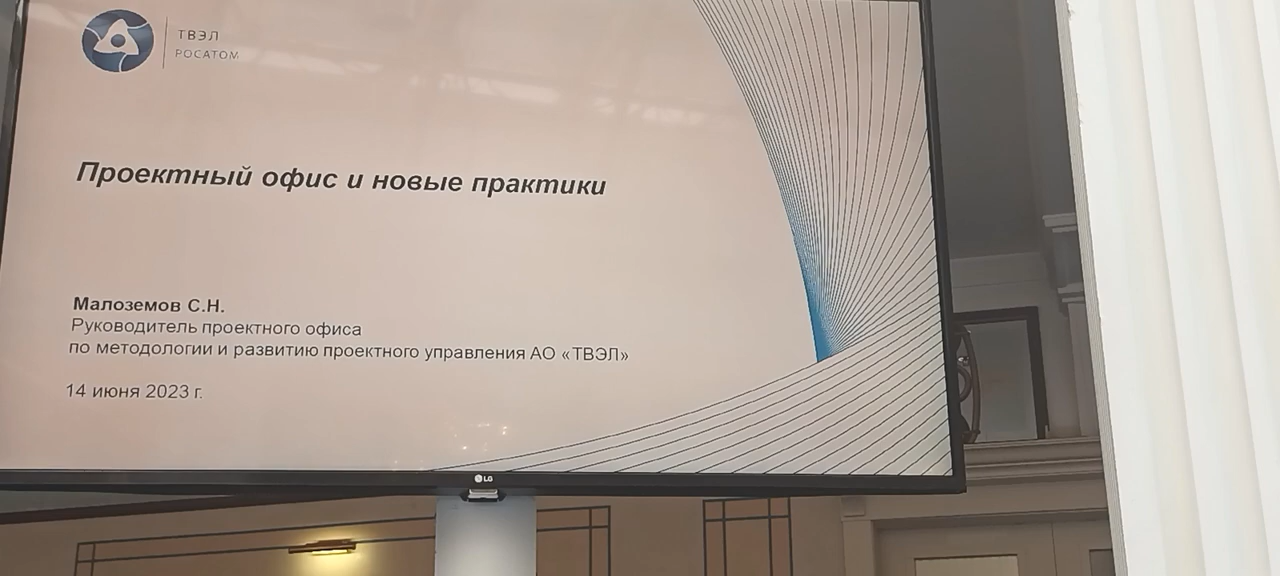 ТВЭЛ
РОСАТОМ
Проектный офис и новые практики
Малоземов С.Н.
Руководитель проектного офиса
по методологии и развитию проектного управления АО «ТВЭЛ»
14 июня 2023 г.
LG